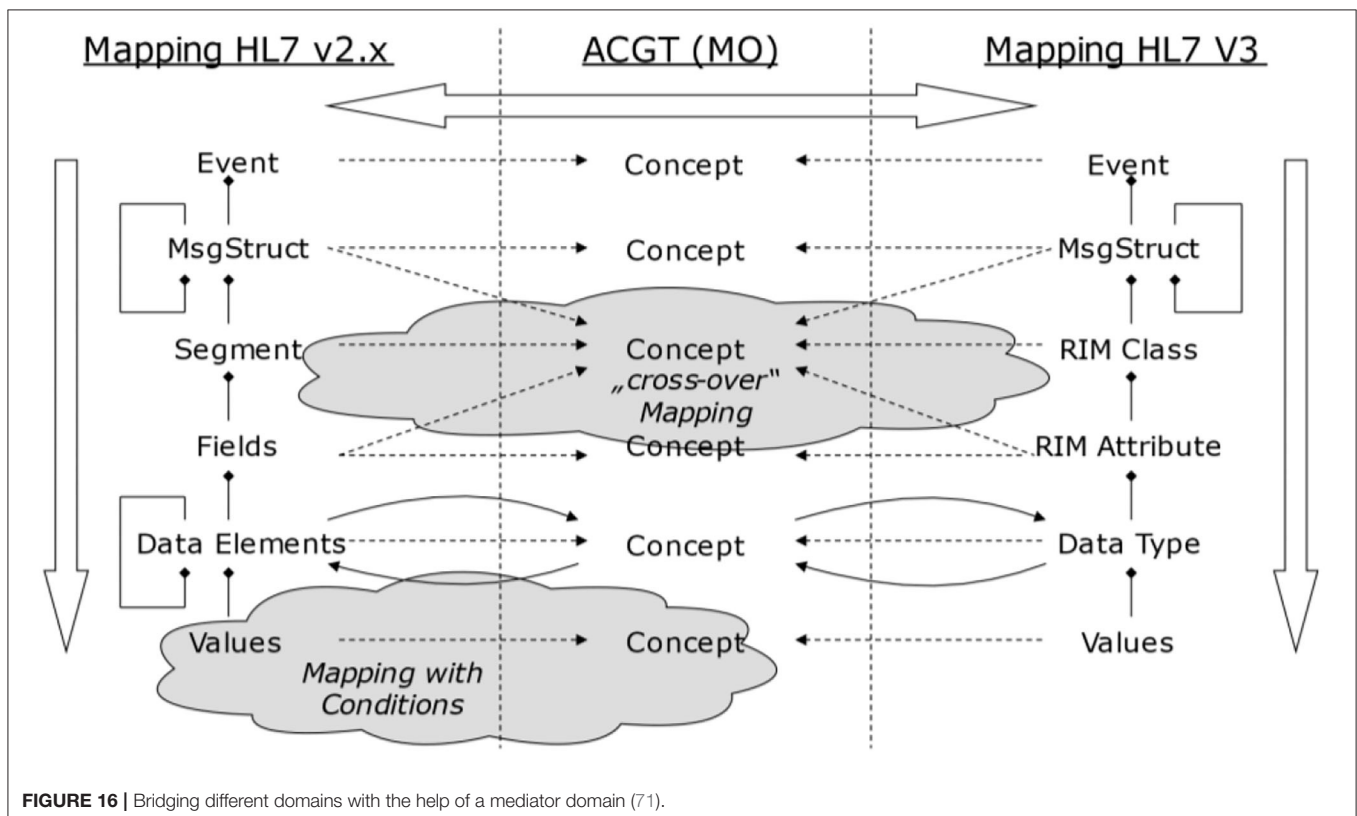 Mapping HL7 v2.x ACGT (MO) Mapping HL7 V3
Event Concept Event
MsgStruct Concept MsgStruct
Segment Concept RIM Class
„cross-over“
Mapping
Fields Concept RIM Attribute
Data Elements Concept Data Type
Values Concept Values
Mapping with
Conditions
FIGURE 16 | Bridging different domains with the help of a mediator domain (71).